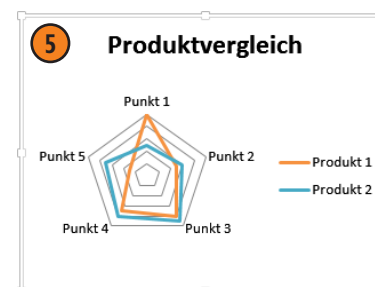 5
Produktvergleich
Punkt 1
Punkt 5
Punkt 2
Produkt 1
Produkt 2
Punkt 4
Punkt 3